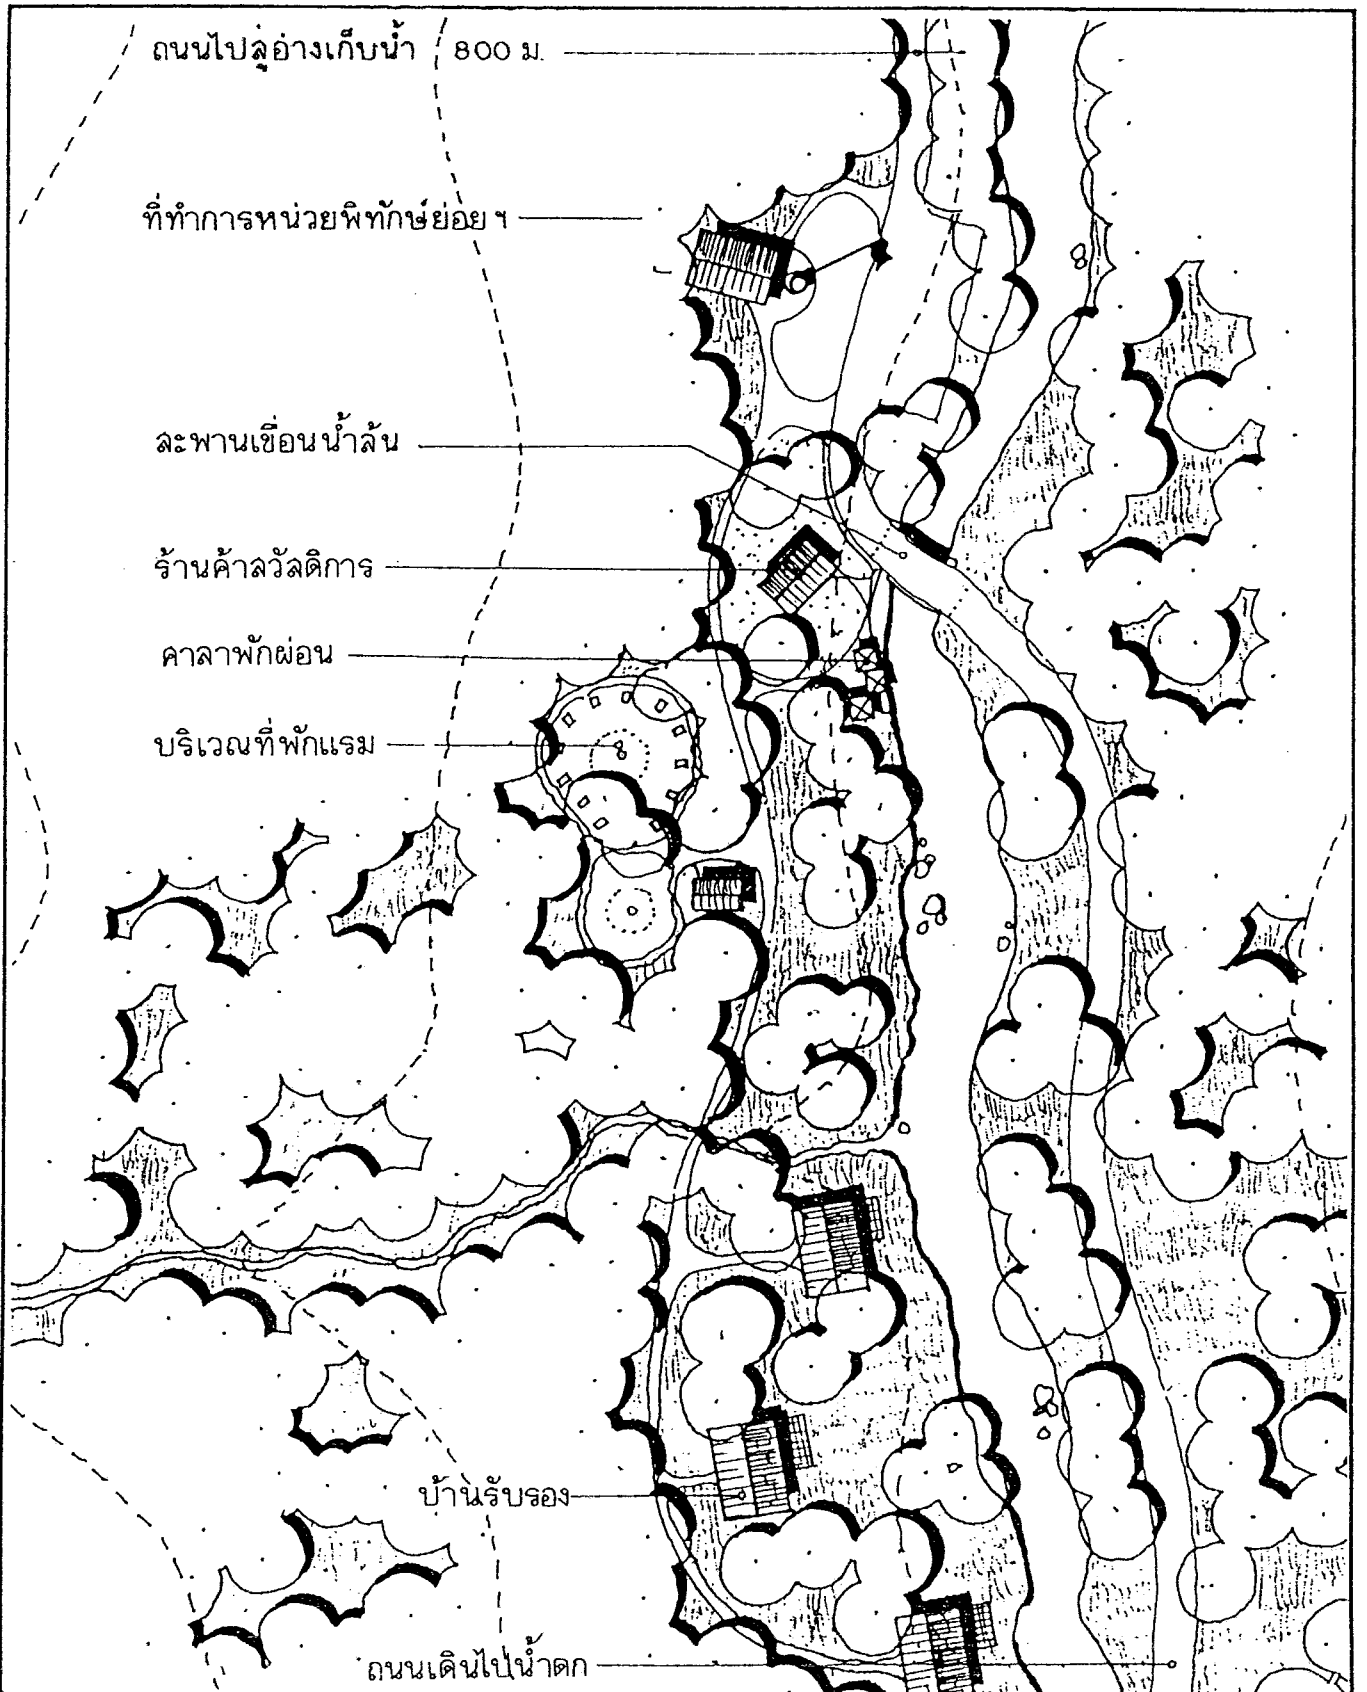 ถนนไปสู่อ่างเก็บน้ำ 800 ม.
ที่ทำการหน่วยพิทักษ์ย่อยฯ
สะพานเขื่อนน้ำล้น
ร้านค้าสวัสดิการ
ศาลาพักผ่อน
บริเวณที่พักแรม
บ้านรับรอง
ถนนเดินไปน้ำตก